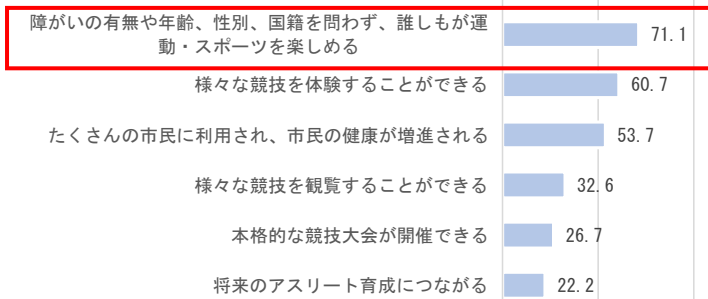 障がいの有無や年齢、性別、国籍を問わず、誰しもが運
動・スポーツを楽しめる 71.1
様々な競技を体験することができる 60.7
たくさんの市民に利用され、市民の健康が増進される 53.7
様々な競技を観覧することができる 32.6
本格的な競技大会が開催できる 26.7
将来のアスリート育成につながる 22.2